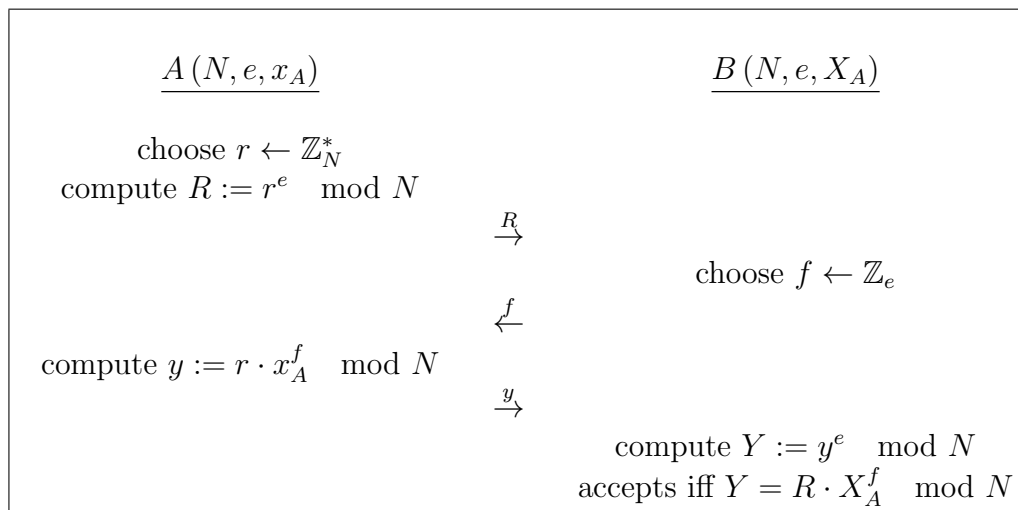 A (N, e, x_A) B (N, e, X_A)
choose r ← ℤ*_N
compute R := r^e mod N
R
→
choose f ← ℤ_e
f
←
compute y := r · x_A^f mod N
y
→
compute Y := y^e mod N
accepts iff Y = R · X_A^f mod N